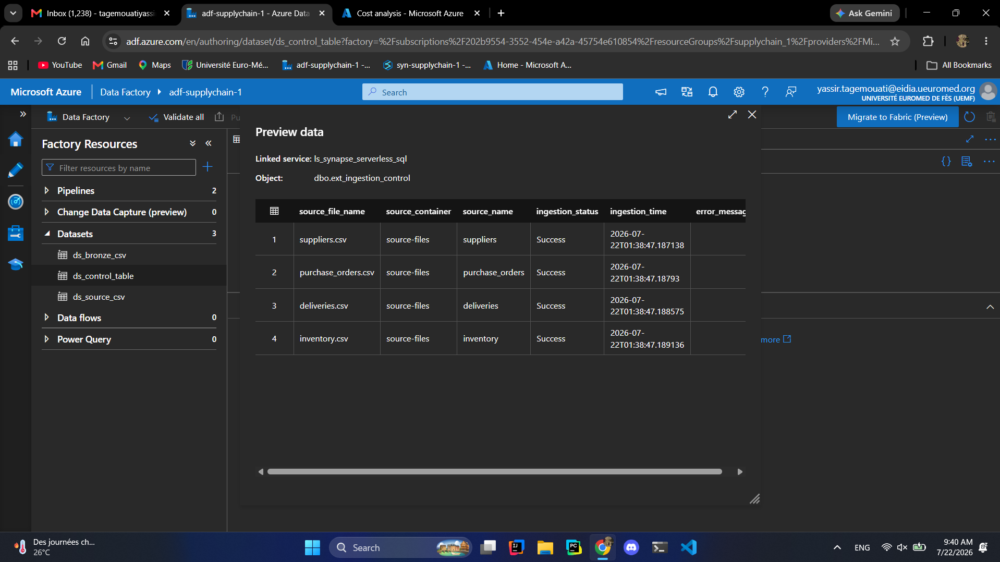 Inbox (1,238) - tagemouatiyassi
adf-supplychain-1 - Azure Data
Cost analysis - Microsoft Azure
Ask Gemini
adf.azure.com/en/authoring/dataset/ds_control_table?factory=%2Fsubscriptions%2F202b9554-3552-454e-a42a-45754e610854%2FresourceGroups%2Fsupplychain_1%2Fproviders%2FMi...
YouTube
Gmail
Maps
Université Euro-Mé...
adf-supplychain-1 -...
syn-supplychain-1 -...
Home - Microsoft A...
All Bookmarks
Microsoft Azure
Data Factory
adf-supplychain-1
Search
yassir.tagemouati@eidia.ueuromed.org
UNIVERSITÉ EUROMED DE FÈS (UEMF)
Data Factory
Validate all
Pu
Migrate to Fabric (Preview)
Factory Resources
Filter resources by name
Pipelines 2
Change Data Capture (preview) 0
Datasets 3
ds_bronze_csv
ds_control_table
ds_source_csv
Data flows 0
Power Query 0
Preview data
Linked service: ls_synapse_serverless_sql
Object: dbo.ext_ingestion_control
source_file_name source_container source_name ingestion_status ingestion_time error_messag
1 suppliers.csv source-files suppliers Success 2026-07-
22T01:38:47.187138
2 purchase_orders.csv source-files purchase_orders Success 2026-07-
22T01:38:47.18793
3 deliveries.csv source-files deliveries Success 2026-07-
22T01:38:47.188575
4 inventory.csv source-files inventory Success 2026-07-
22T01:38:47.189136
more
Des journées ch...
26°C
Search
ENG
9:40 AM
7/22/2026